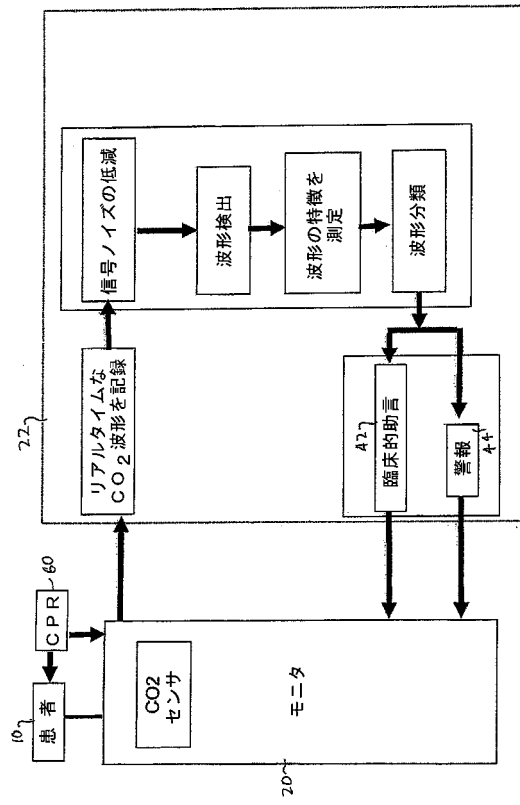 10
患者
CPR
60
CO2
センサ
モニタ
20
22
リアルタイムな
CO₂波形を記録
信号ノイズの低減
波形検出
波形の特徴を
測定
波形分類
42
臨床的助言
警報
44